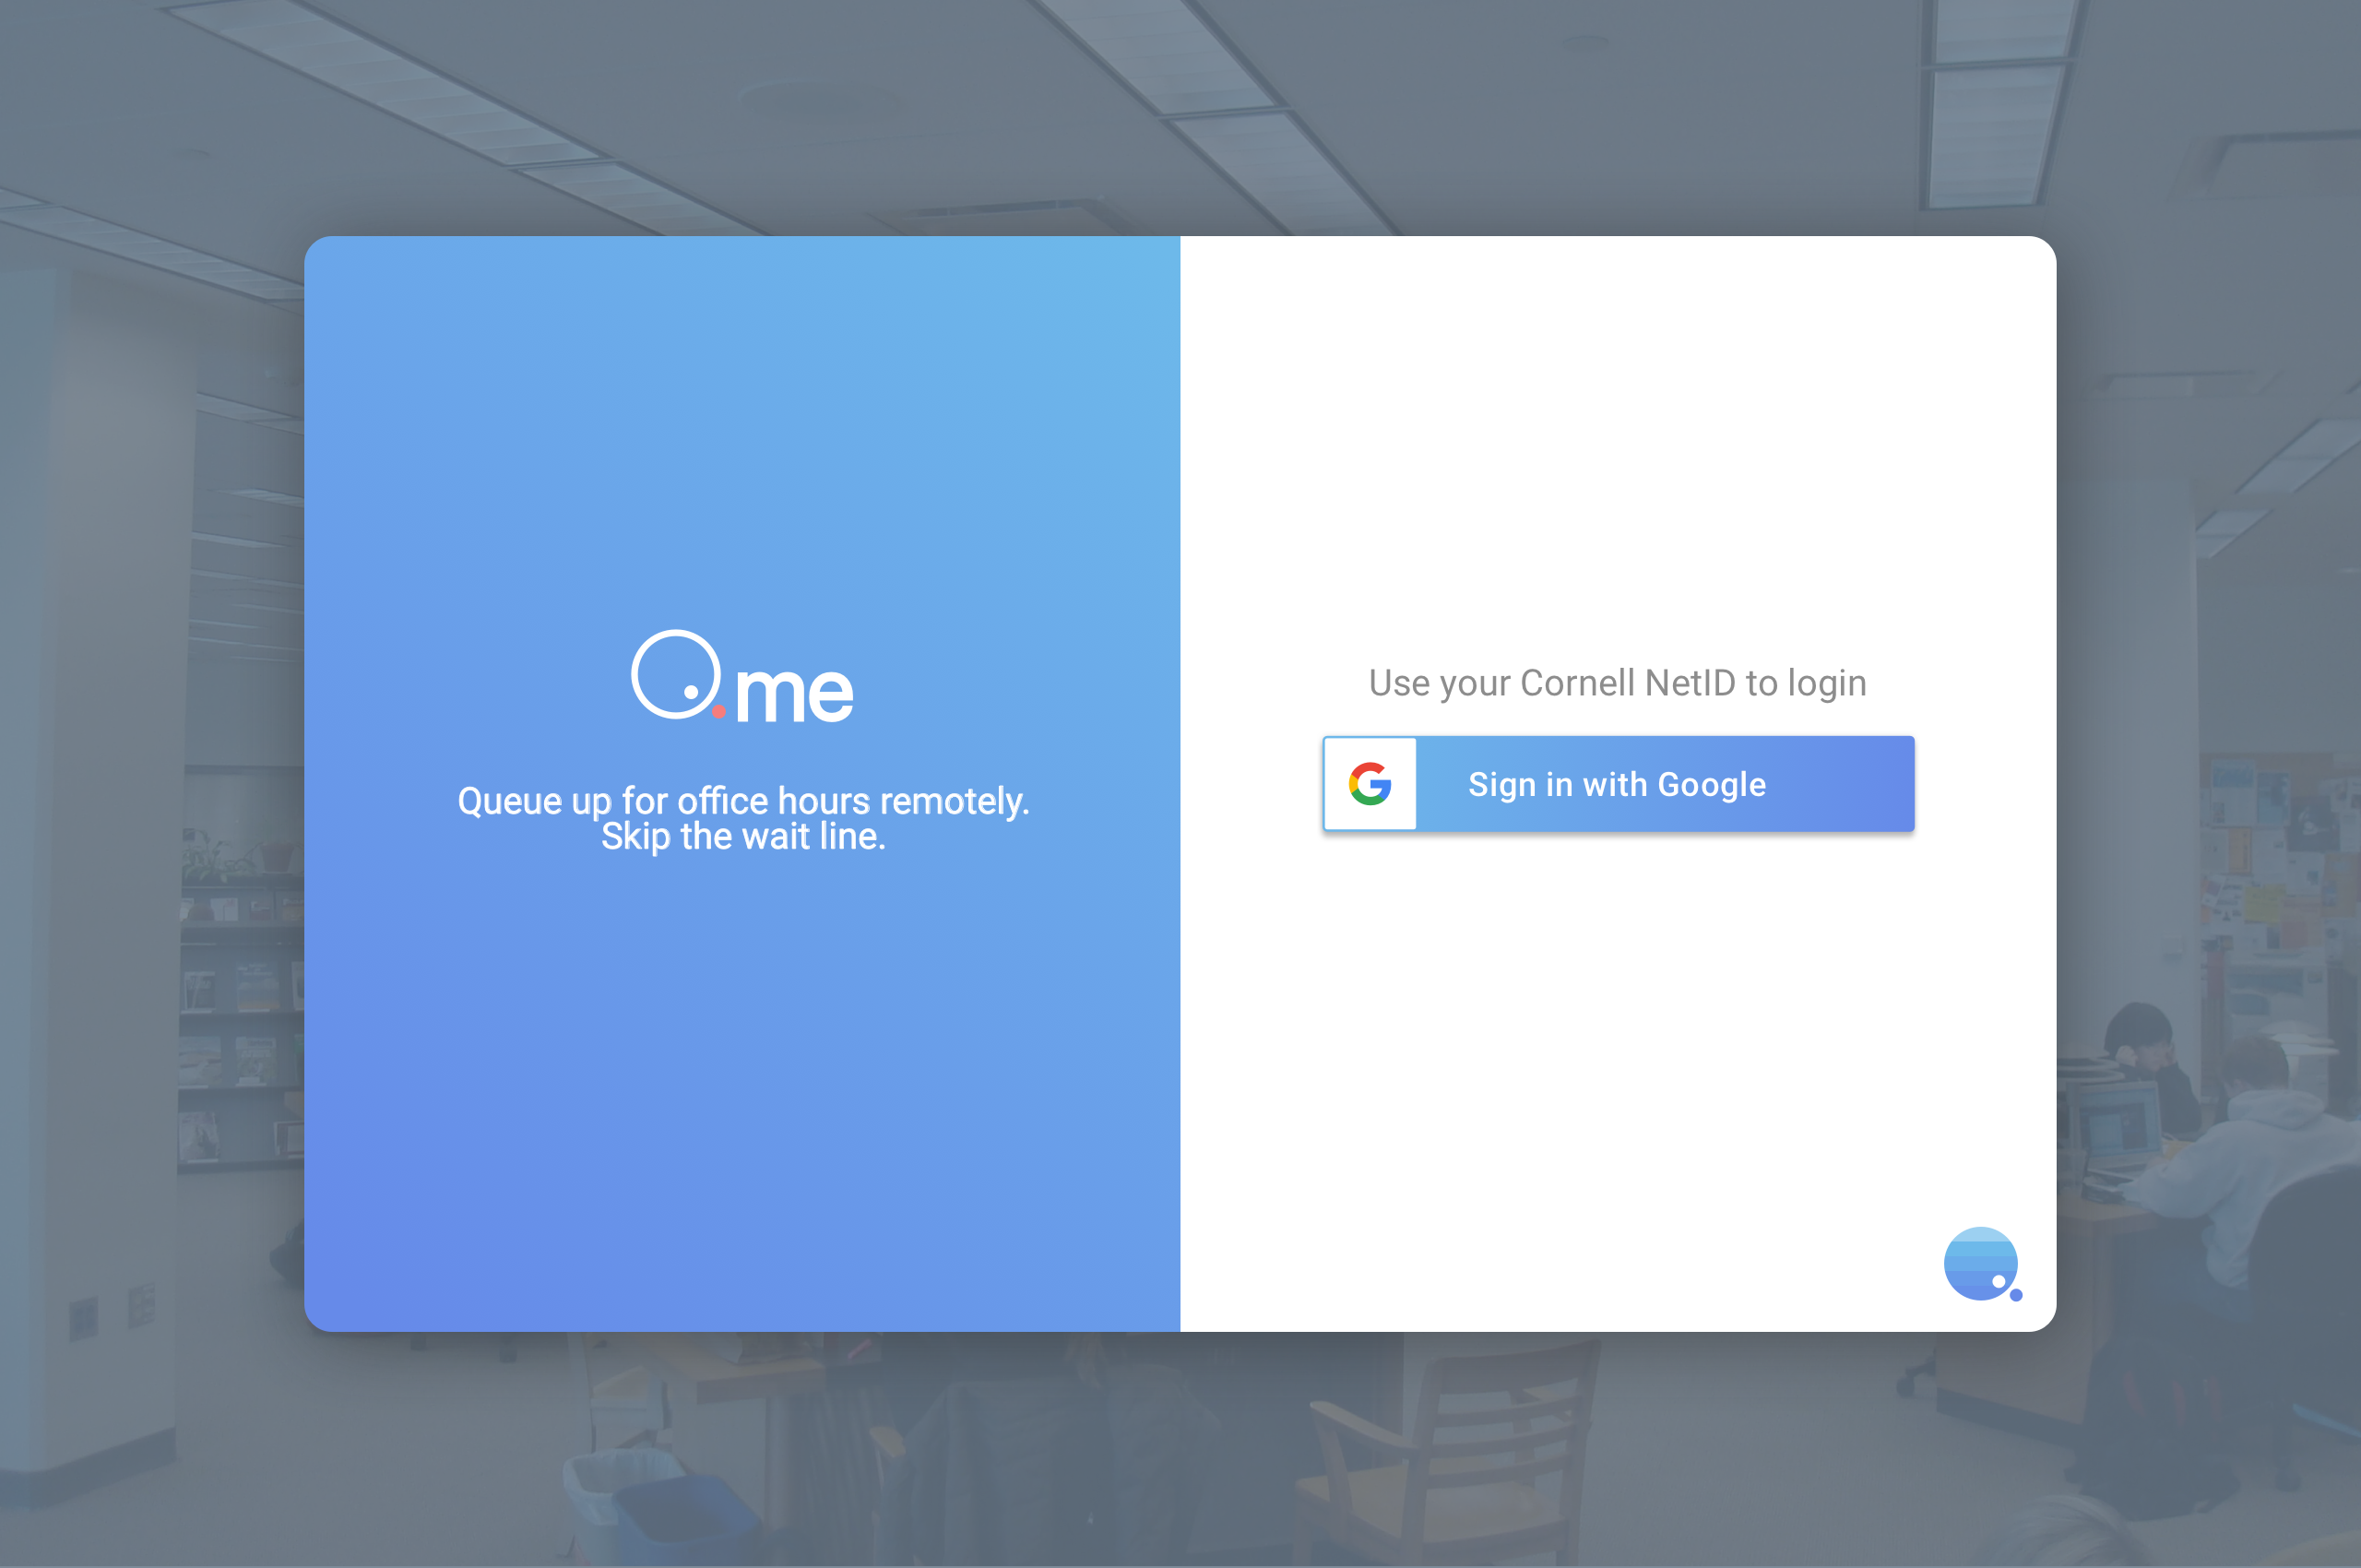 Q.me
Queue up for office hours remotely.
Skip the wait line.
Use your Cornell NetID to login
Sign in with Google